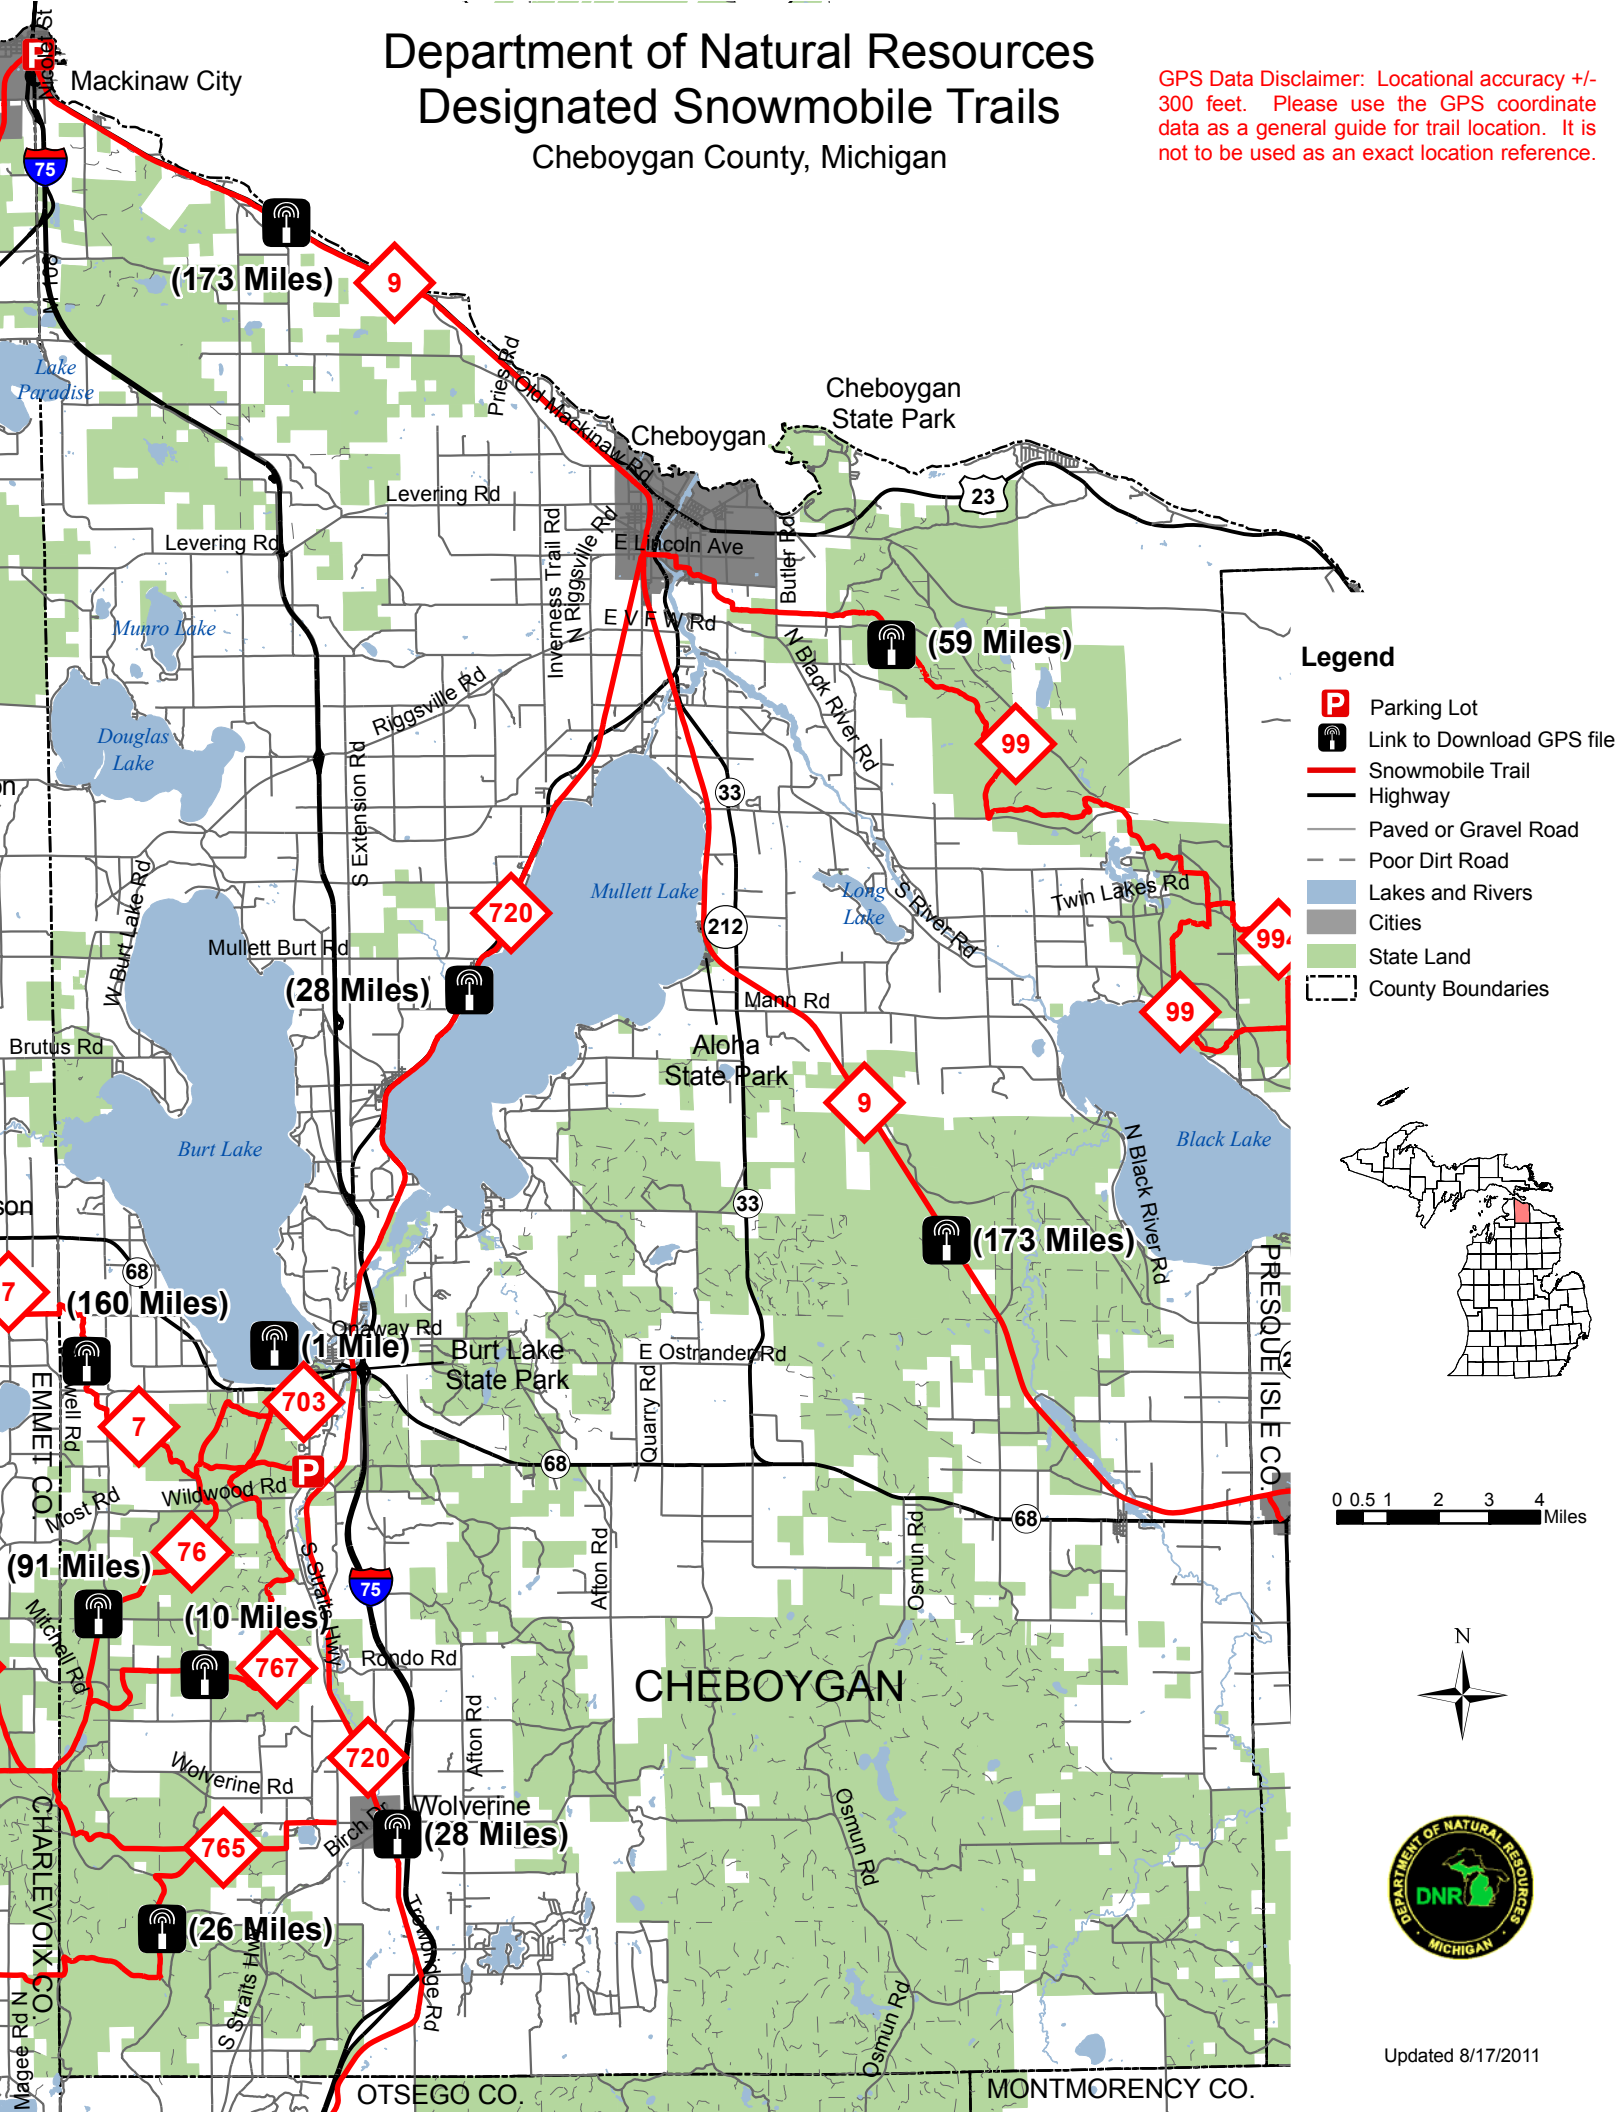 Department of Natural Resources
Designated Snowmobile Trails
Cheboygan County, Michigan
GPS Data Disclaimer: Locational accuracy +/-
300 feet. Please use the GPS coordinate
data as a general guide for trail location. It is
not to be used as an exact location reference.
Nicolet St
P
Mackinaw City
75
M 108
(173 Miles)
9
Lake
Paradise
Pries Rd
Old Mackinaw Rd
Cheboygan
Cheboygan
State Park
23
Levering Rd
Levering Rd
Inverness Trail Rd
N Riggsville Rd
E Lincoln Ave
Butler Rd
E V F W Rd
Munro Lake
Riggsville Rd
N Black River Rd
(59 Miles)
99
Douglas
Lake
S Extension Rd
33
Legend
P
Parking Lot
Link to Download GPS file
Snowmobile Trail
Highway
Paved or Gravel Road
Poor Dirt Road
Lakes and Rivers
Cities
State Land
County Boundaries
W Burt Lake Rd
Mullett Burt Rd
720
Mullett Lake
212
Long
Lake
S River Rd
Twin Lakes Rd
994
99
(28 Miles)
Mann Rd
Brutus Rd
Aloha
State Park
9
Burt Lake
Black Lake
N Black River Rd
33
(173 Miles)
68
7
(160 Miles)
(1 Mile)
Onaway Rd
Burt Lake
State Park
E Ostrander Rd
Quarry Rd
PRESQUE ISLE CO.
EMMET CO.
7
703
P
68
Wildwood Rd
Most Rd
0 0.5 1 2 3 4
Miles
76
(91 Miles)
S Straits Hwy
75
Afton Rd
Osmun Rd
68
Mitchell Rd
(10 Miles)
767
Rondo Rd
CHEBOYGAN
N
Afton Rd
720
Wolverine Rd
Wolverine
Birch Dr
(28 Miles)
765
CHARLEVOIX CO.
Osmun Rd
(26 Miles)
S Straits Hwy
Trowbridge Rd
Osmun Rd
Magee Rd N
DEPARTMENT OF NATURAL RESOURCES
DNR
MICHIGAN
Updated 8/17/2011
OTSEGO CO.
MONTMORENCY CO.